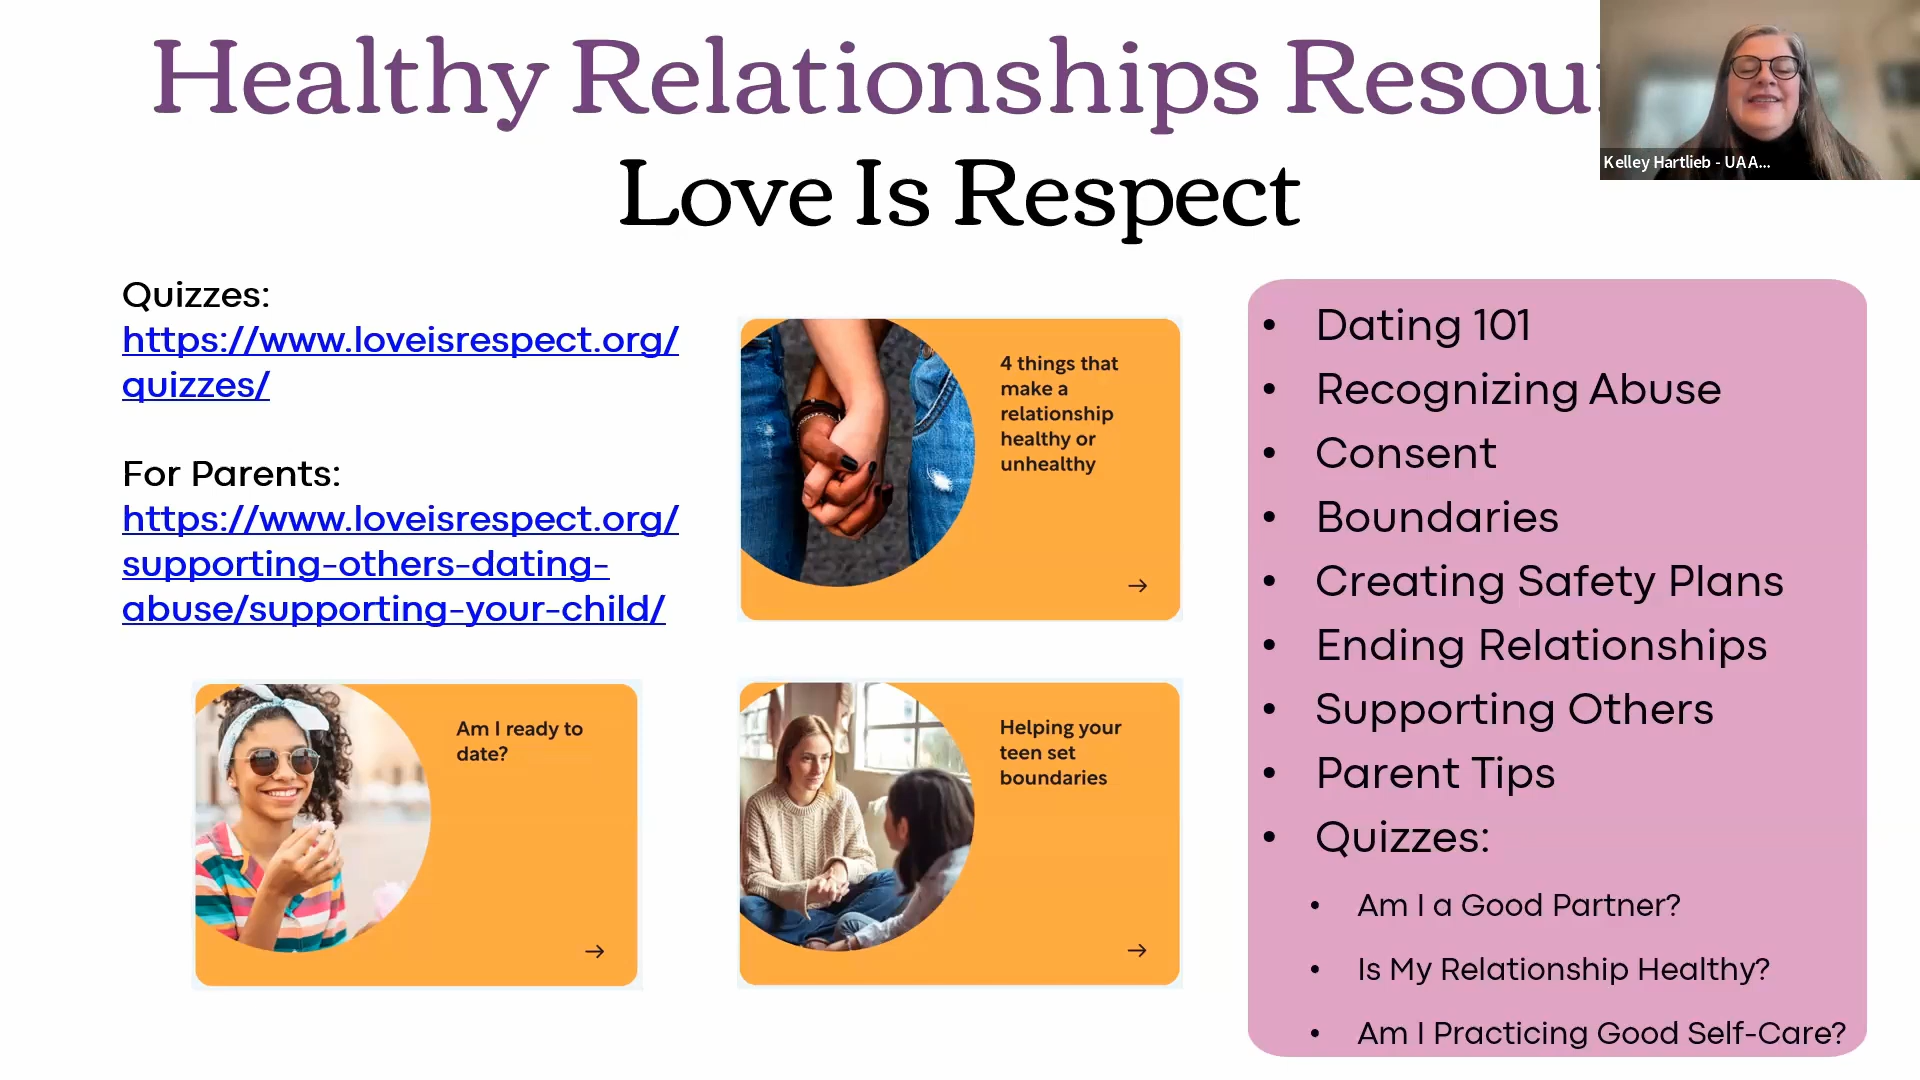 Healthy Relationships Resou
Love Is Respect
Kelley Hartlieb - UAA...
Quizzes:
https://www.loveisrespect.org/
quizzes/
For Parents:
https://www.loveisrespect.org/
supporting-others-dating-
abuse/supporting-your-child/
4 things that
make a
relationship
healthy or
unhealthy
→
Am I ready to
date?
→
Helping your
teen set
boundaries
→
• Dating 101
• Recognizing Abuse
• Consent
• Boundaries
• Creating Safety Plans
• Ending Relationships
• Supporting Others
• Parent Tips
• Quizzes:
• Am I a Good Partner?
• Is My Relationship Healthy?
• Am I Practicing Good Self-Care?